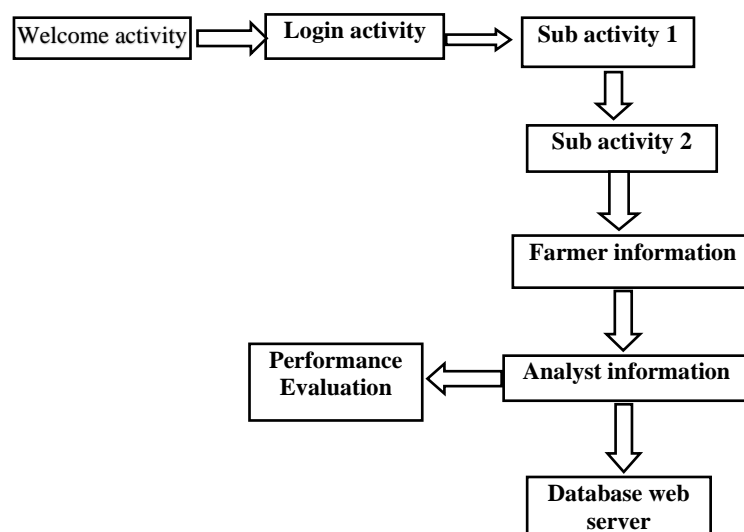 Welcome activity
Login activity
Sub activity 1
Sub activity 2
Farmer information
Performance
Evaluation
Analyst information
Database web
server